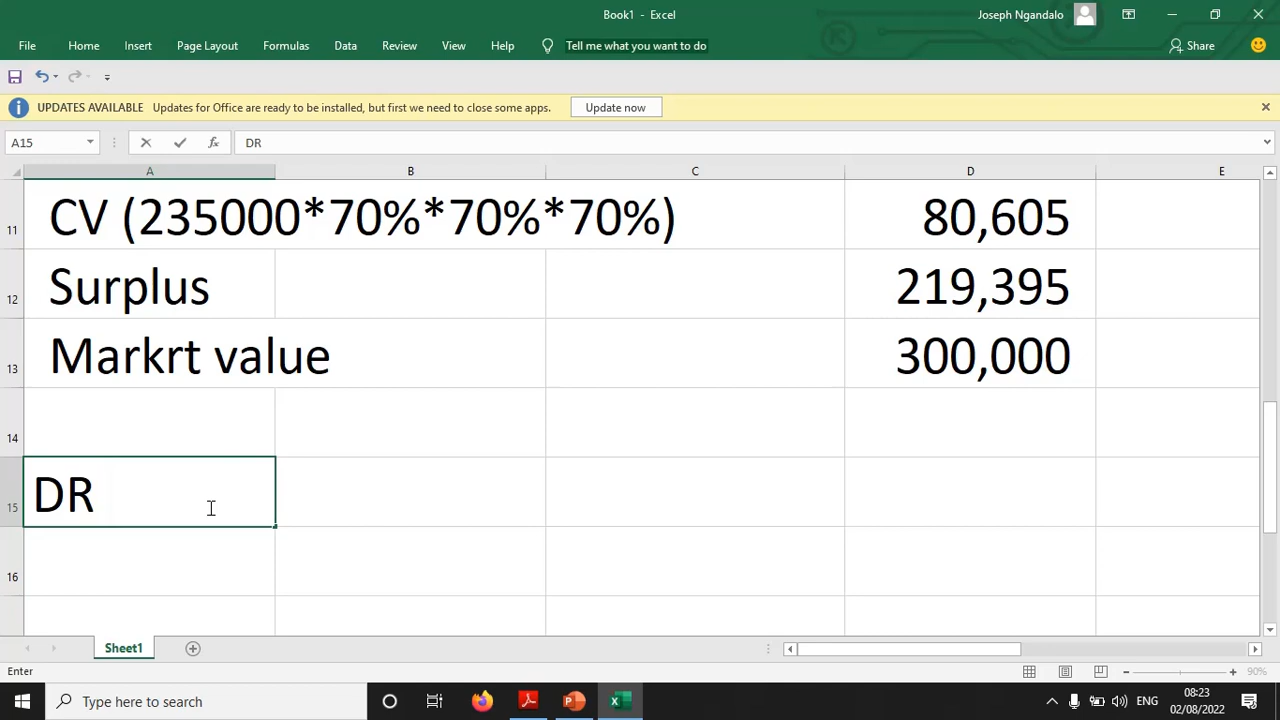 Book1 - Excel
Joseph Ngandalo
File Home Insert Page Layout Formulas Data Review View Help Tell me what you want to do Share
UPDATES AVAILABLE Updates for Office are ready to be installed, but first we need to close some apps. Update now
A15 fx DR
A B C D E
11 CV (235000*70%*70%*70%) 80,605
12 Surplus 219,395
13 Markrt value 300,000
14
15 DR
16
Sheet1
Enter 90%
Type here to search ENG 08:23
02/08/2022